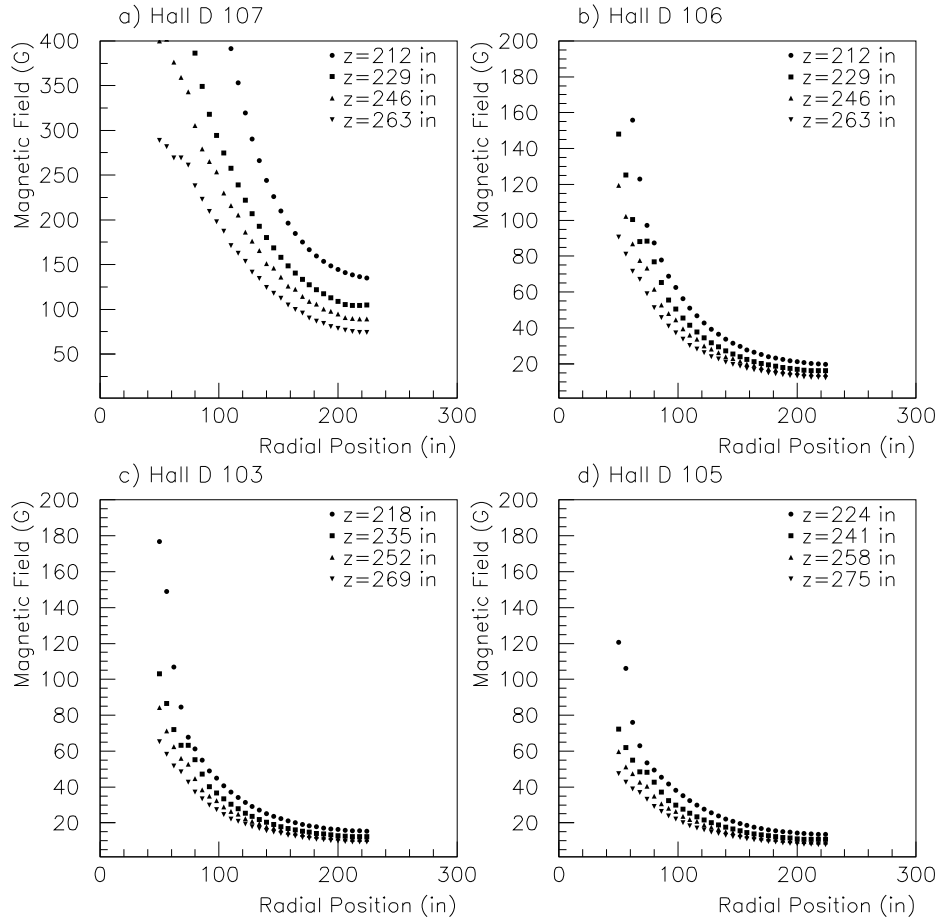 a) Hall D 107
Magnetic Field (G)
400
350
300
250
200
150
100
50
z=212 in
z=229 in
z=246 in
z=263 in
0 100 200 300
Radial Position (in)
b) Hall D 106
Magnetic Field (G)
200
180
160
140
120
100
80
60
40
20
z=212 in
z=229 in
z=246 in
z=263 in
0 100 200 300
Radial Position (in)
c) Hall D 103
Magnetic Field (G)
200
180
160
140
120
100
80
60
40
20
z=218 in
z=235 in
z=252 in
z=269 in
0 100 200 300
Radial Position (in)
d) Hall D 105
Magnetic Field (G)
200
180
160
140
120
100
80
60
40
20
z=224 in
z=241 in
z=258 in
z=275 in
0 100 200 300
Radial Position (in)